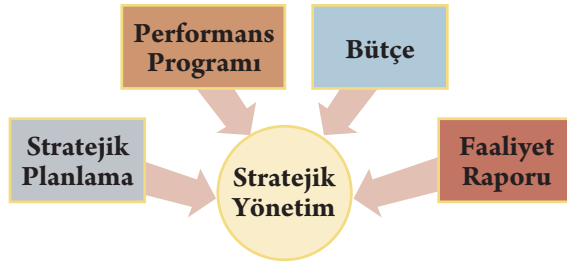 Performans
Programı
Bütçe
Stratejik
Planlama
Stratejik
Yönetim
Faaliyet
Raporu